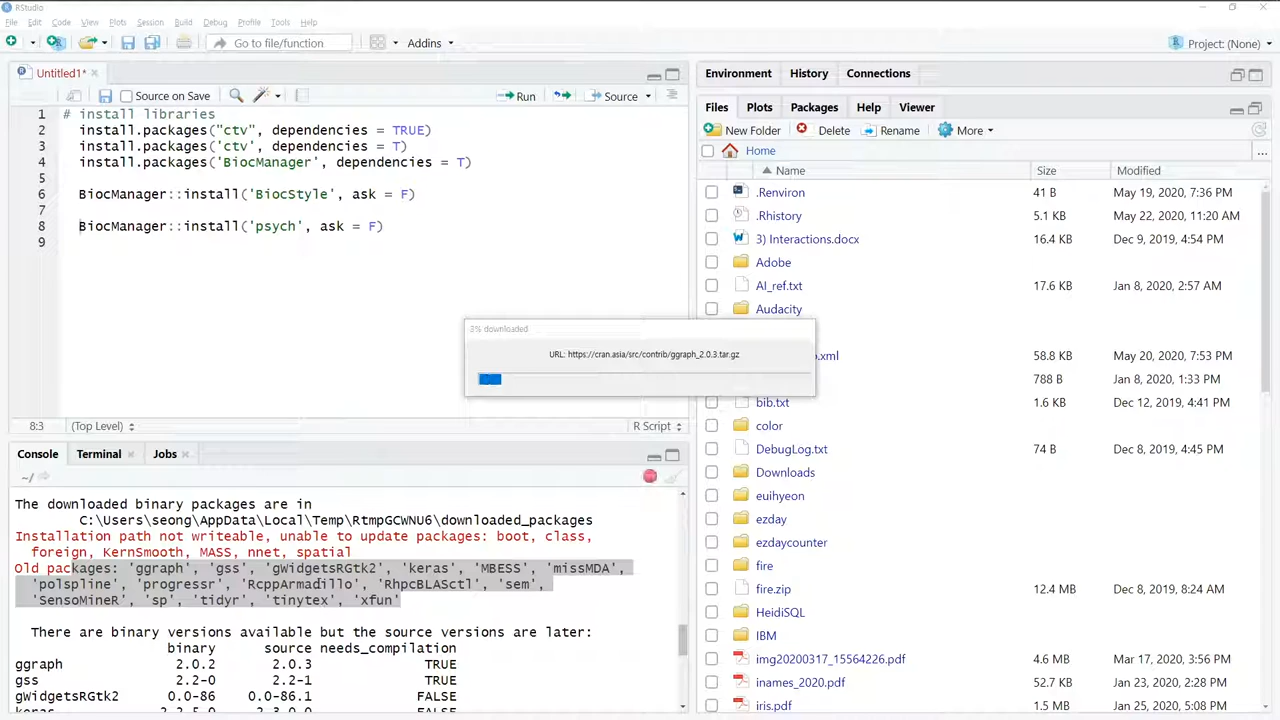 RStudio
File Edit Code View Plots Session Build Debug Profile Tools Help
Go to file/function
Addins
Project: (None)
Untitled1*
Source on Save
Run
Source
1 # install libraries
2 install.packages("ctv", dependencies = TRUE)
3 install.packages('ctv', dependencies = T)
4 install.packages('BiocManager', dependencies = T)
5
6 BiocManager::install('BiocStyle', ask = F)
7
8 BiocManager::install('psych', ask = F)
9
8:3 (Top Level) R Script
Console Terminal Jobs
~/
The downloaded binary packages are in
C:\Users\seong\AppData\Local\Temp\RtmpGCWNU6\downloaded_packages
Installation path not writeable, unable to update packages: boot, class,
foreign, KernSmooth, MASS, nnet, spatial
Old packages: 'ggraph', 'gss', 'gWidgetsRGtk2', 'keras', 'MBESS', 'missMDA',
'polspline', 'progressr', 'RcppArmadillo', 'RhpcBLASctl', 'sem',
'SensoMineR', 'sp', 'tidyr', 'tinytex', 'xfun'
There are binary versions available but the source versions are later:
binary source needs_compilation
ggraph 2.0.2 2.0.3 TRUE
gss 2.2-0 2.2-1 TRUE
gWidgetsRGtk2 0.0-86 0.0-86.1 FALSE
3% downloaded
URL: https://cran.asia/src/contrib/ggraph_2.0.3.tar.gz
Environment History Connections
Files Plots Packages Help Viewer
New Folder Delete Rename More
Home ...
Name Size Modified
.Renviron 41 B May 19, 2020, 7:36 PM
.Rhistory 5.1 KB May 22, 2020, 11:20 AM
3) Interactions.docx 16.4 KB Dec 9, 2019, 4:54 PM
Adobe
AI_ref.txt 17.6 KB Jan 8, 2020, 2:57 AM
Audacity
.xml 58.8 KB May 20, 2020, 7:53 PM
788 B Jan 8, 2020, 1:33 PM
bib.txt 1.6 KB Dec 12, 2019, 4:41 PM
color
DebugLog.txt 74 B Dec 8, 2019, 4:45 PM
Downloads
euihyeon
ezday
ezdaycounter
fire
fire.zip 12.4 MB Dec 8, 2019, 8:24 AM
HeidiSQL
IBM
img20200317_15564226.pdf 4.6 MB Mar 17, 2020, 3:56 PM
inames_2020.pdf 52.7 KB Jan 23, 2020, 2:28 PM
iris.pdf 1.5 MB Jan 25, 2020, 5:08 PM